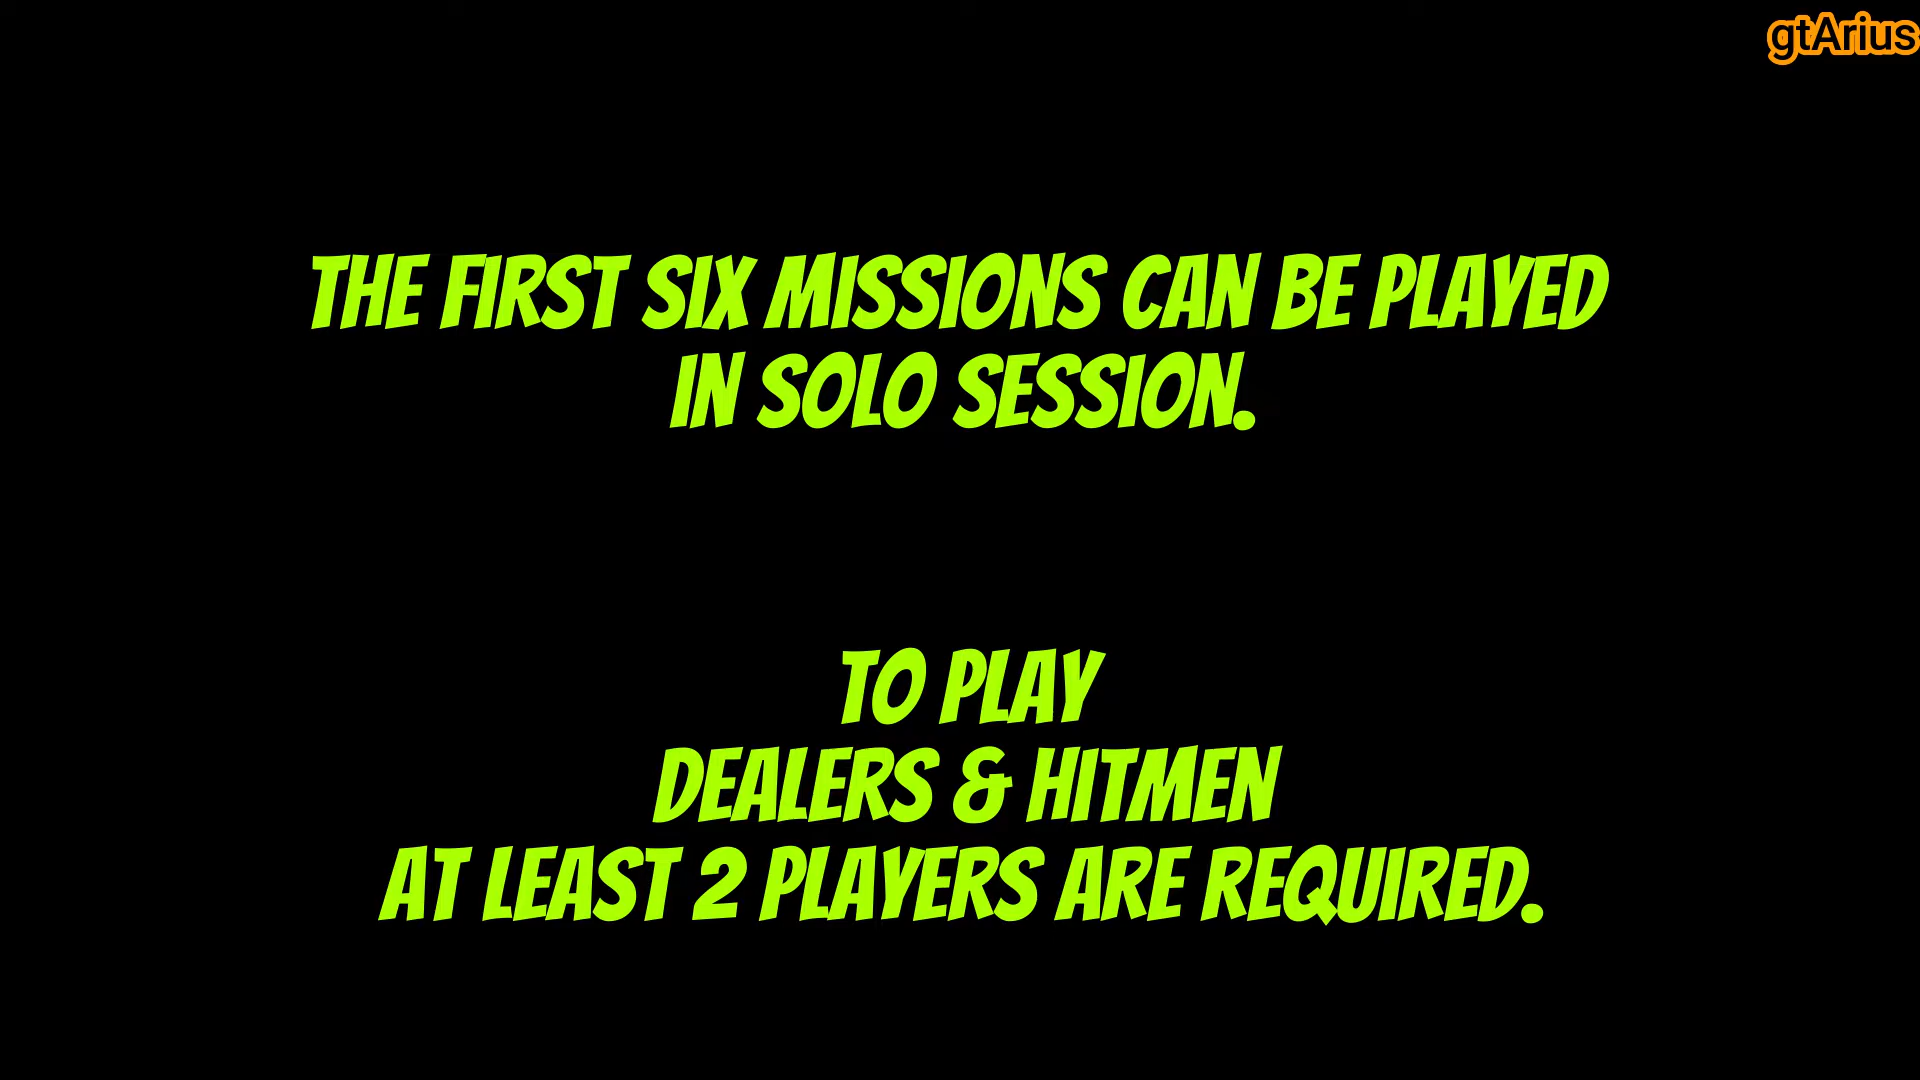 gtArius
THE FIRST SIX MISSIONS CAN BE PLAYED
IN SOLO SESSION.
TO PLAY
DEALERS & HITMEN
AT LEAST 2 PLAYERS ARE REQUIRED.